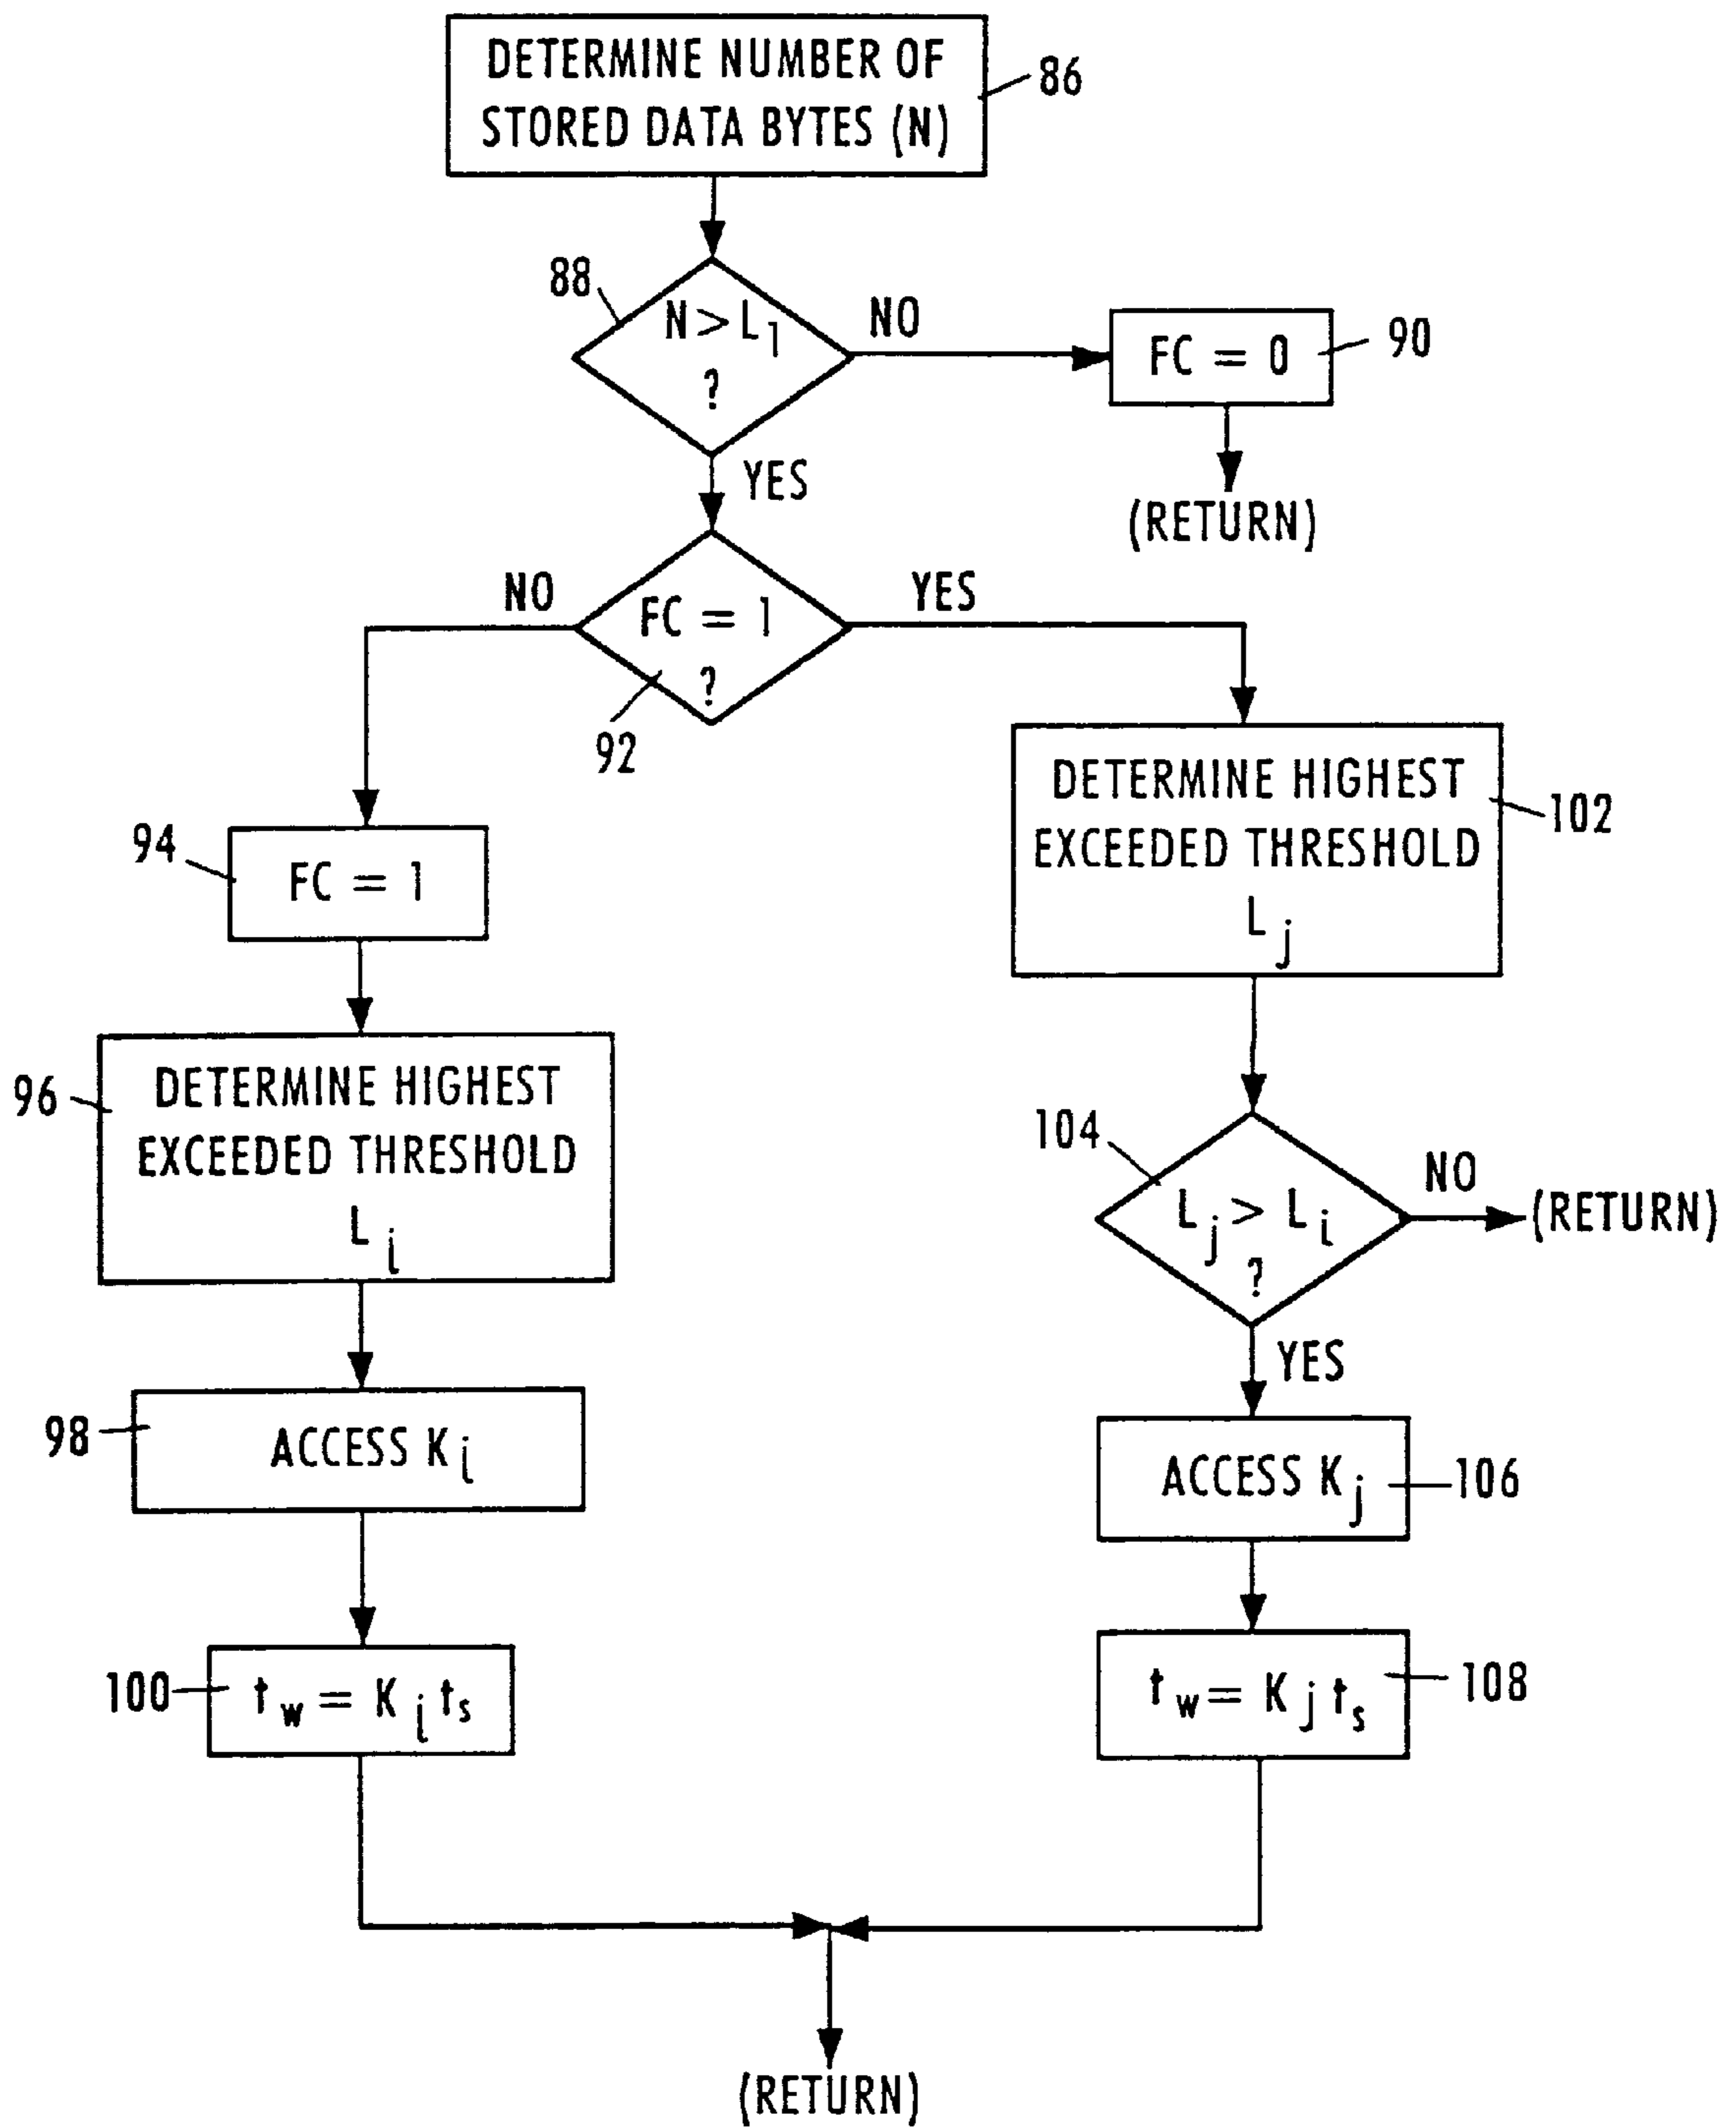 DETERMINE NUMBER OF
STORED DATA BYTES (N)
86
88
N > L1
?
NO
FC = 0
90
(RETURN)
YES
NO
FC = 1
?
YES
92
94
FC = 1
DETERMINE HIGHEST
EXCEEDED THRESHOLD
Lj
102
96
DETERMINE HIGHEST
EXCEEDED THRESHOLD
Li
104
Lj > Li
?
NO
(RETURN)
YES
98
ACCESS Ki
ACCESS Kj
106
100
tw = Ki ts
tw = Kj ts
108
(RETURN)